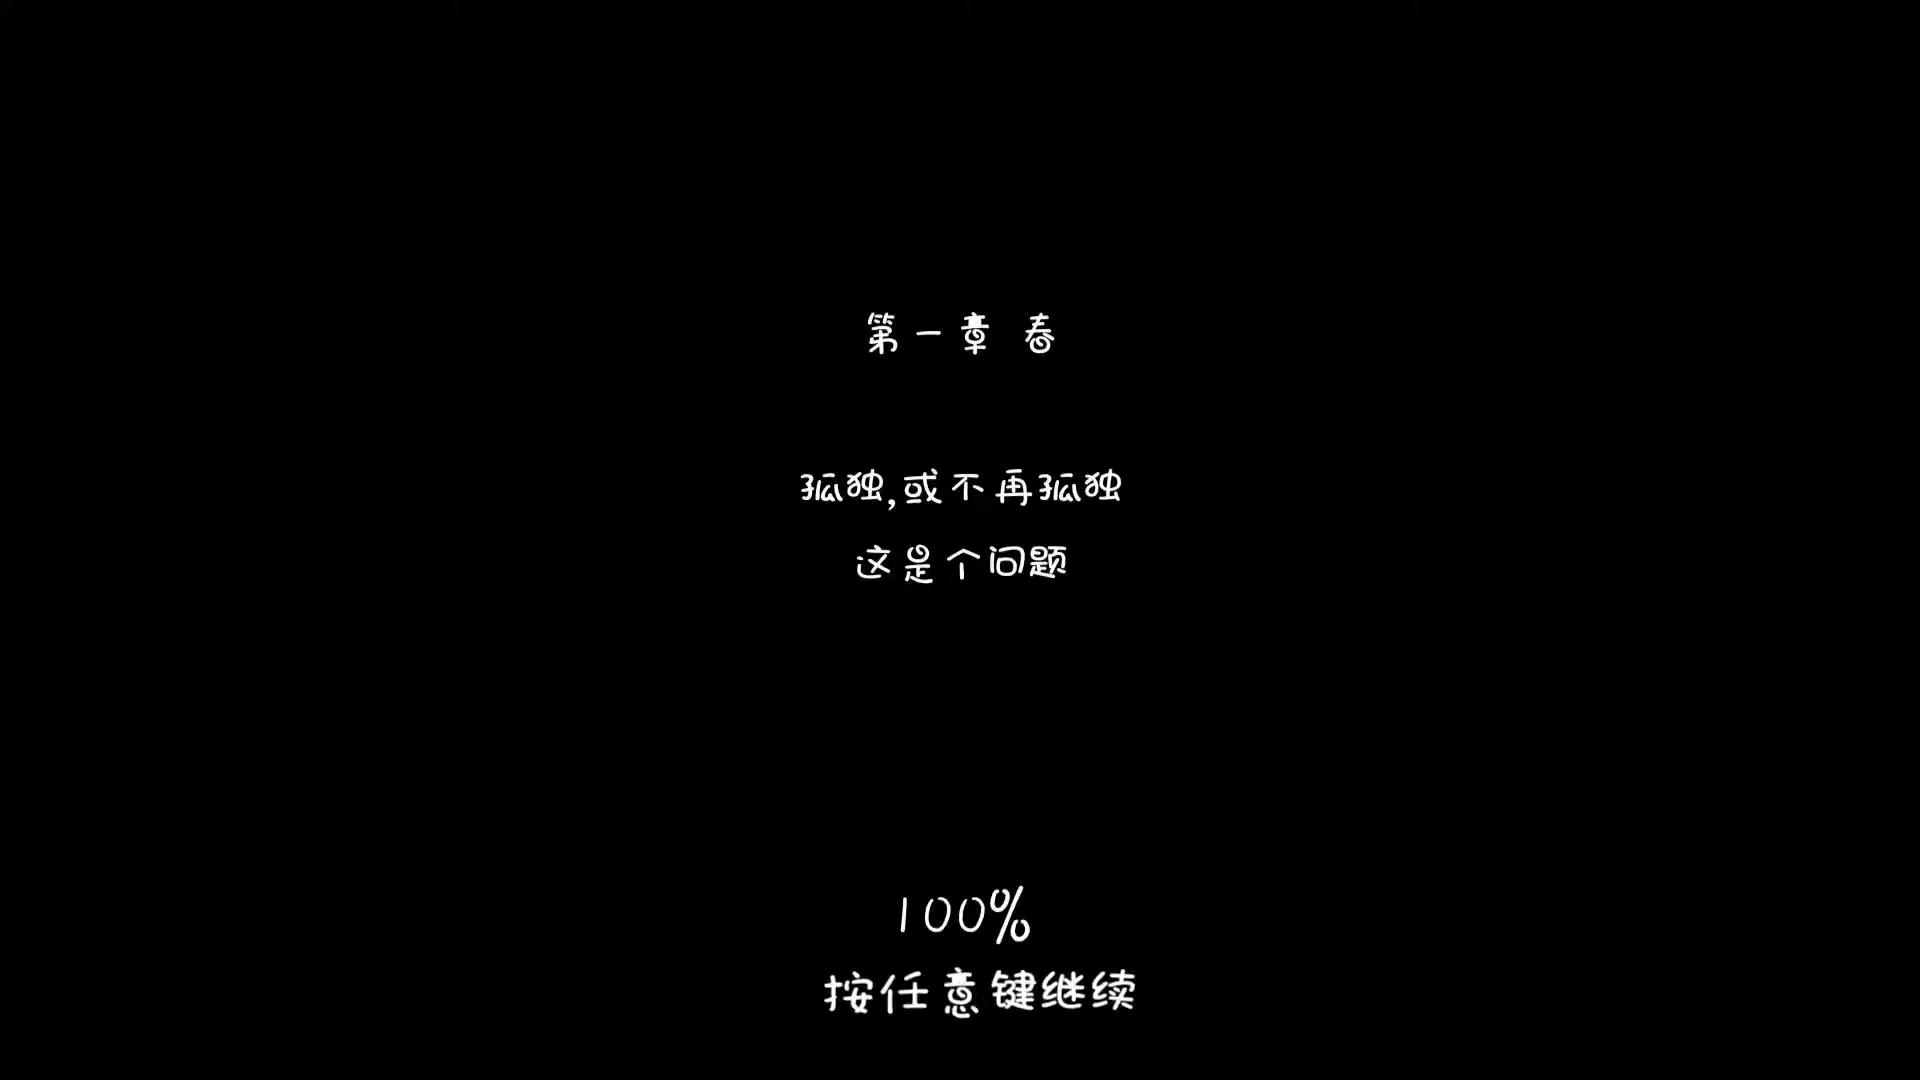 第一章 春
孤独,或不再孤独
这是个问题
100%
按任意键继续